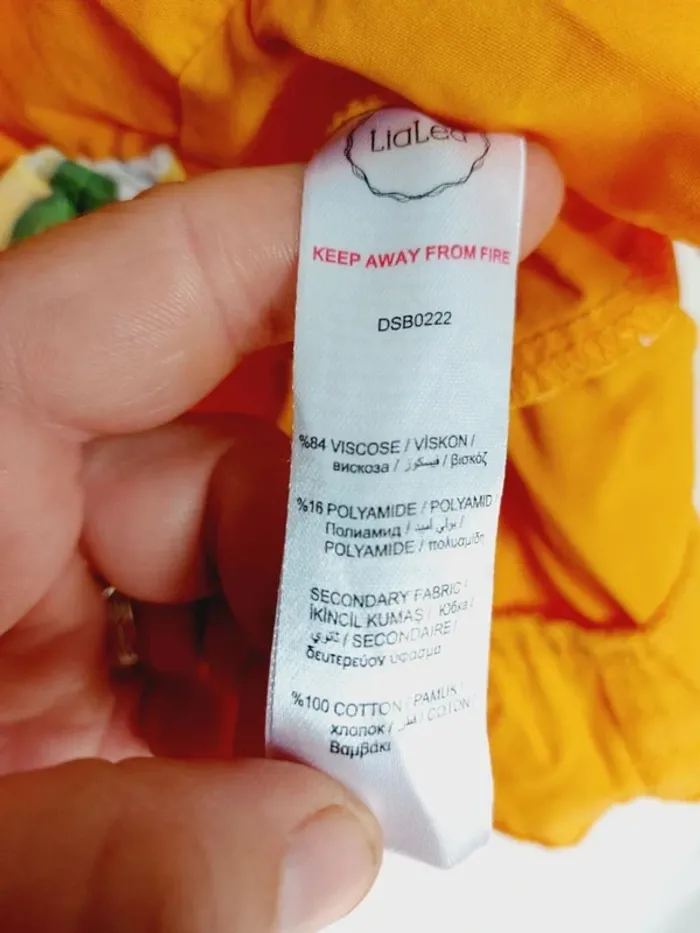 LiaLea
KEEP AWAY FROM FIRE
DSB0222
%84 VISCOSE / VİSKON /
вискоза / فيسكوز / βισκόζ
%16 POLYAMIDE / POLYAMID
Полиамид / بولي أميد /
POLYAMIDE / πολυαμίδη
SECONDARY FABRIC /
İKİNCİL KUMAŞ / Юбка /
/ SECONDAIRE /
δευτερεύον ύφασμα
%100 COTTON / PAMUK /
хлопок / قطن / COTON /
Βαμβάκι